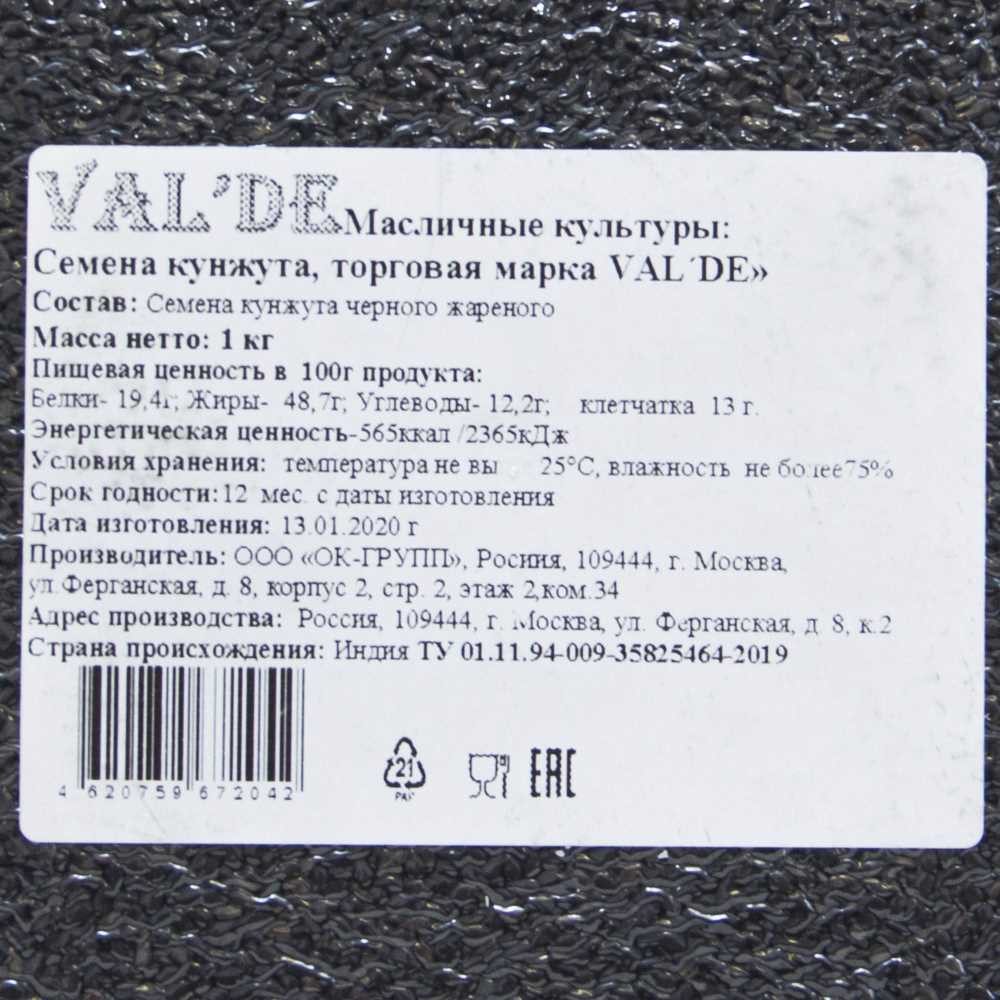 VAL'DE Масличные культуры:
Семена кунжута, торговая марка VAL´DE»
Состав: Семена кунжута черного жареного
Масса нетто: 1 кг
Пищевая ценность в 100г продукта:
Белки- 19,4г; Жиры- 48,7г; Углеводы- 12,2г; клетчатка 13 г.
Энергетическая ценность-565ккал /2365кДж
Условия хранения: температура не вы 25°С, влажность не более75%
Срок годности:12 мес. с даты изготовления
Дата изготовления: 13.01.2020 г
Производитель: ООО «ОК-ГРУПП», Росиия, 109444, г. Москва,
ул.Ферганская, д. 8, корпус 2, стр. 2, этаж 2,ком.34
Адрес производства: Россия, 109444, г. Москва, ул. Ферганская, д. 8, к.2
Страна происхождения: Индия ТУ 01.11.94-009-35825464-2019
4 620759 672042
21
PAP
EAC